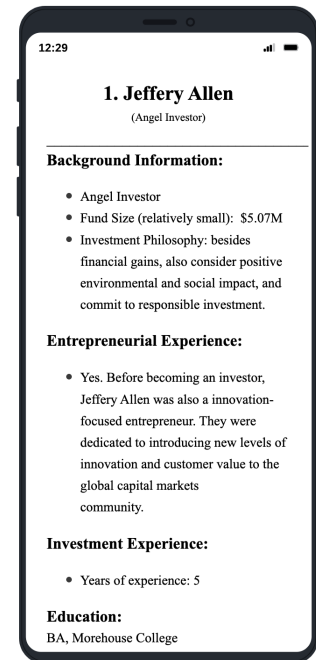 12:29
1. Jeffery Allen
(Angel Investor)
Background Information:
Angel Investor
Fund Size (relatively small):  $5.07M
Investment Philosophy: besides
financial gains, also consider positive
environmental and social impact, and
commit to responsible investment.
Entrepreneurial Experience:
Yes. Before becoming an investor,
Jeffery Allen was also a innovation-
focused entrepreneur. They were
dedicated to introducing new levels of
innovation and customer value to the
global capital markets
community.
Investment Experience:
Years of experience: 5
Education:
BA, Morehouse College